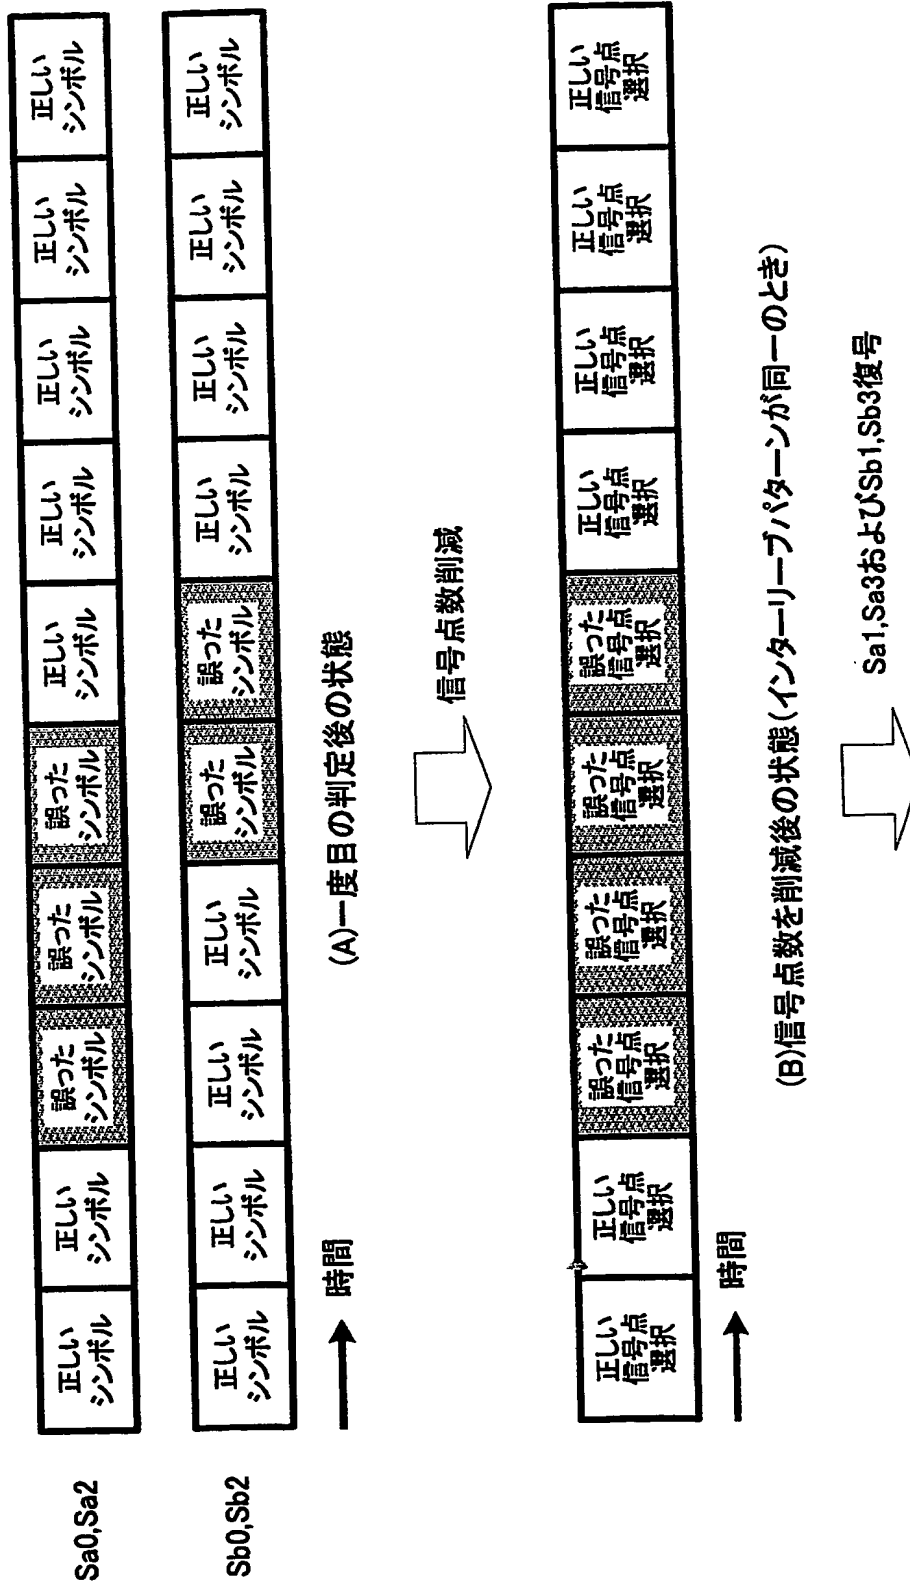 Sa0,Sa2
正しい
シンボル
正しい
シンボル
誤った
シンボル
誤った
シンボル
誤った
シンボル
正しい
シンボル
正しい
シンボル
正しい
シンボル
正しい
シンボル
正しい
シンボル
Sb0,Sb2
正しい
シンボル
正しい
シンボル
正しい
シンボル
正しい
シンボル
誤った
シンボル
誤った
シンボル
正しい
シンボル
正しい
シンボル
正しい
シンボル
正しい
シンボル
時間
(A)一度目の判定後の状態
信号点数削減
正しい
信号点
選択
正しい
信号点
選択
誤った
信号点
選択
誤った
信号点
選択
誤った
信号点
選択
誤った
信号点
選択
正しい
信号点
選択
正しい
信号点
選択
正しい
信号点
選択
正しい
信号点
選択
時間
(B)信号点数を削減後の状態(インターリーブパターンが同一のとき)
Sa1,Sa3およびSb1,Sb3復号